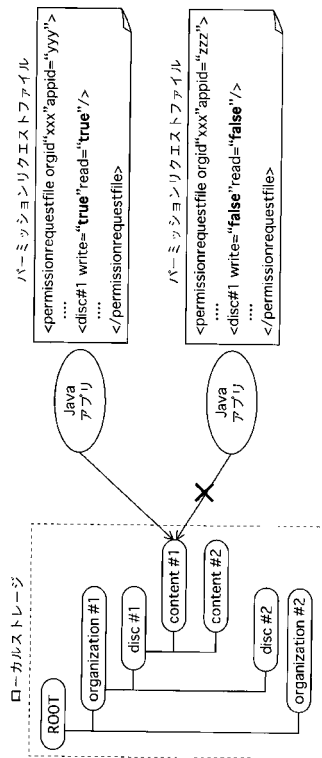 ローカルストレージ
ROOT
organization #1
disc #1
content #1
content #2
disc #2
organization #2
Java
アプリ
Java
アプリ
パーミッションリクエストファイル
<permissionrequestfile orgid“xxx”appid=“yyy”>
.....
<disc#1 write=“true”read=“true”/>
.....
</permissionrequestfile>
パーミッションリクエストファイル
<permissionrequestfile orgid“xxx”appid=“zzz”>
.....
<disc#1 write=“false”read=“false”/>
.....
</permissionrequestfile>